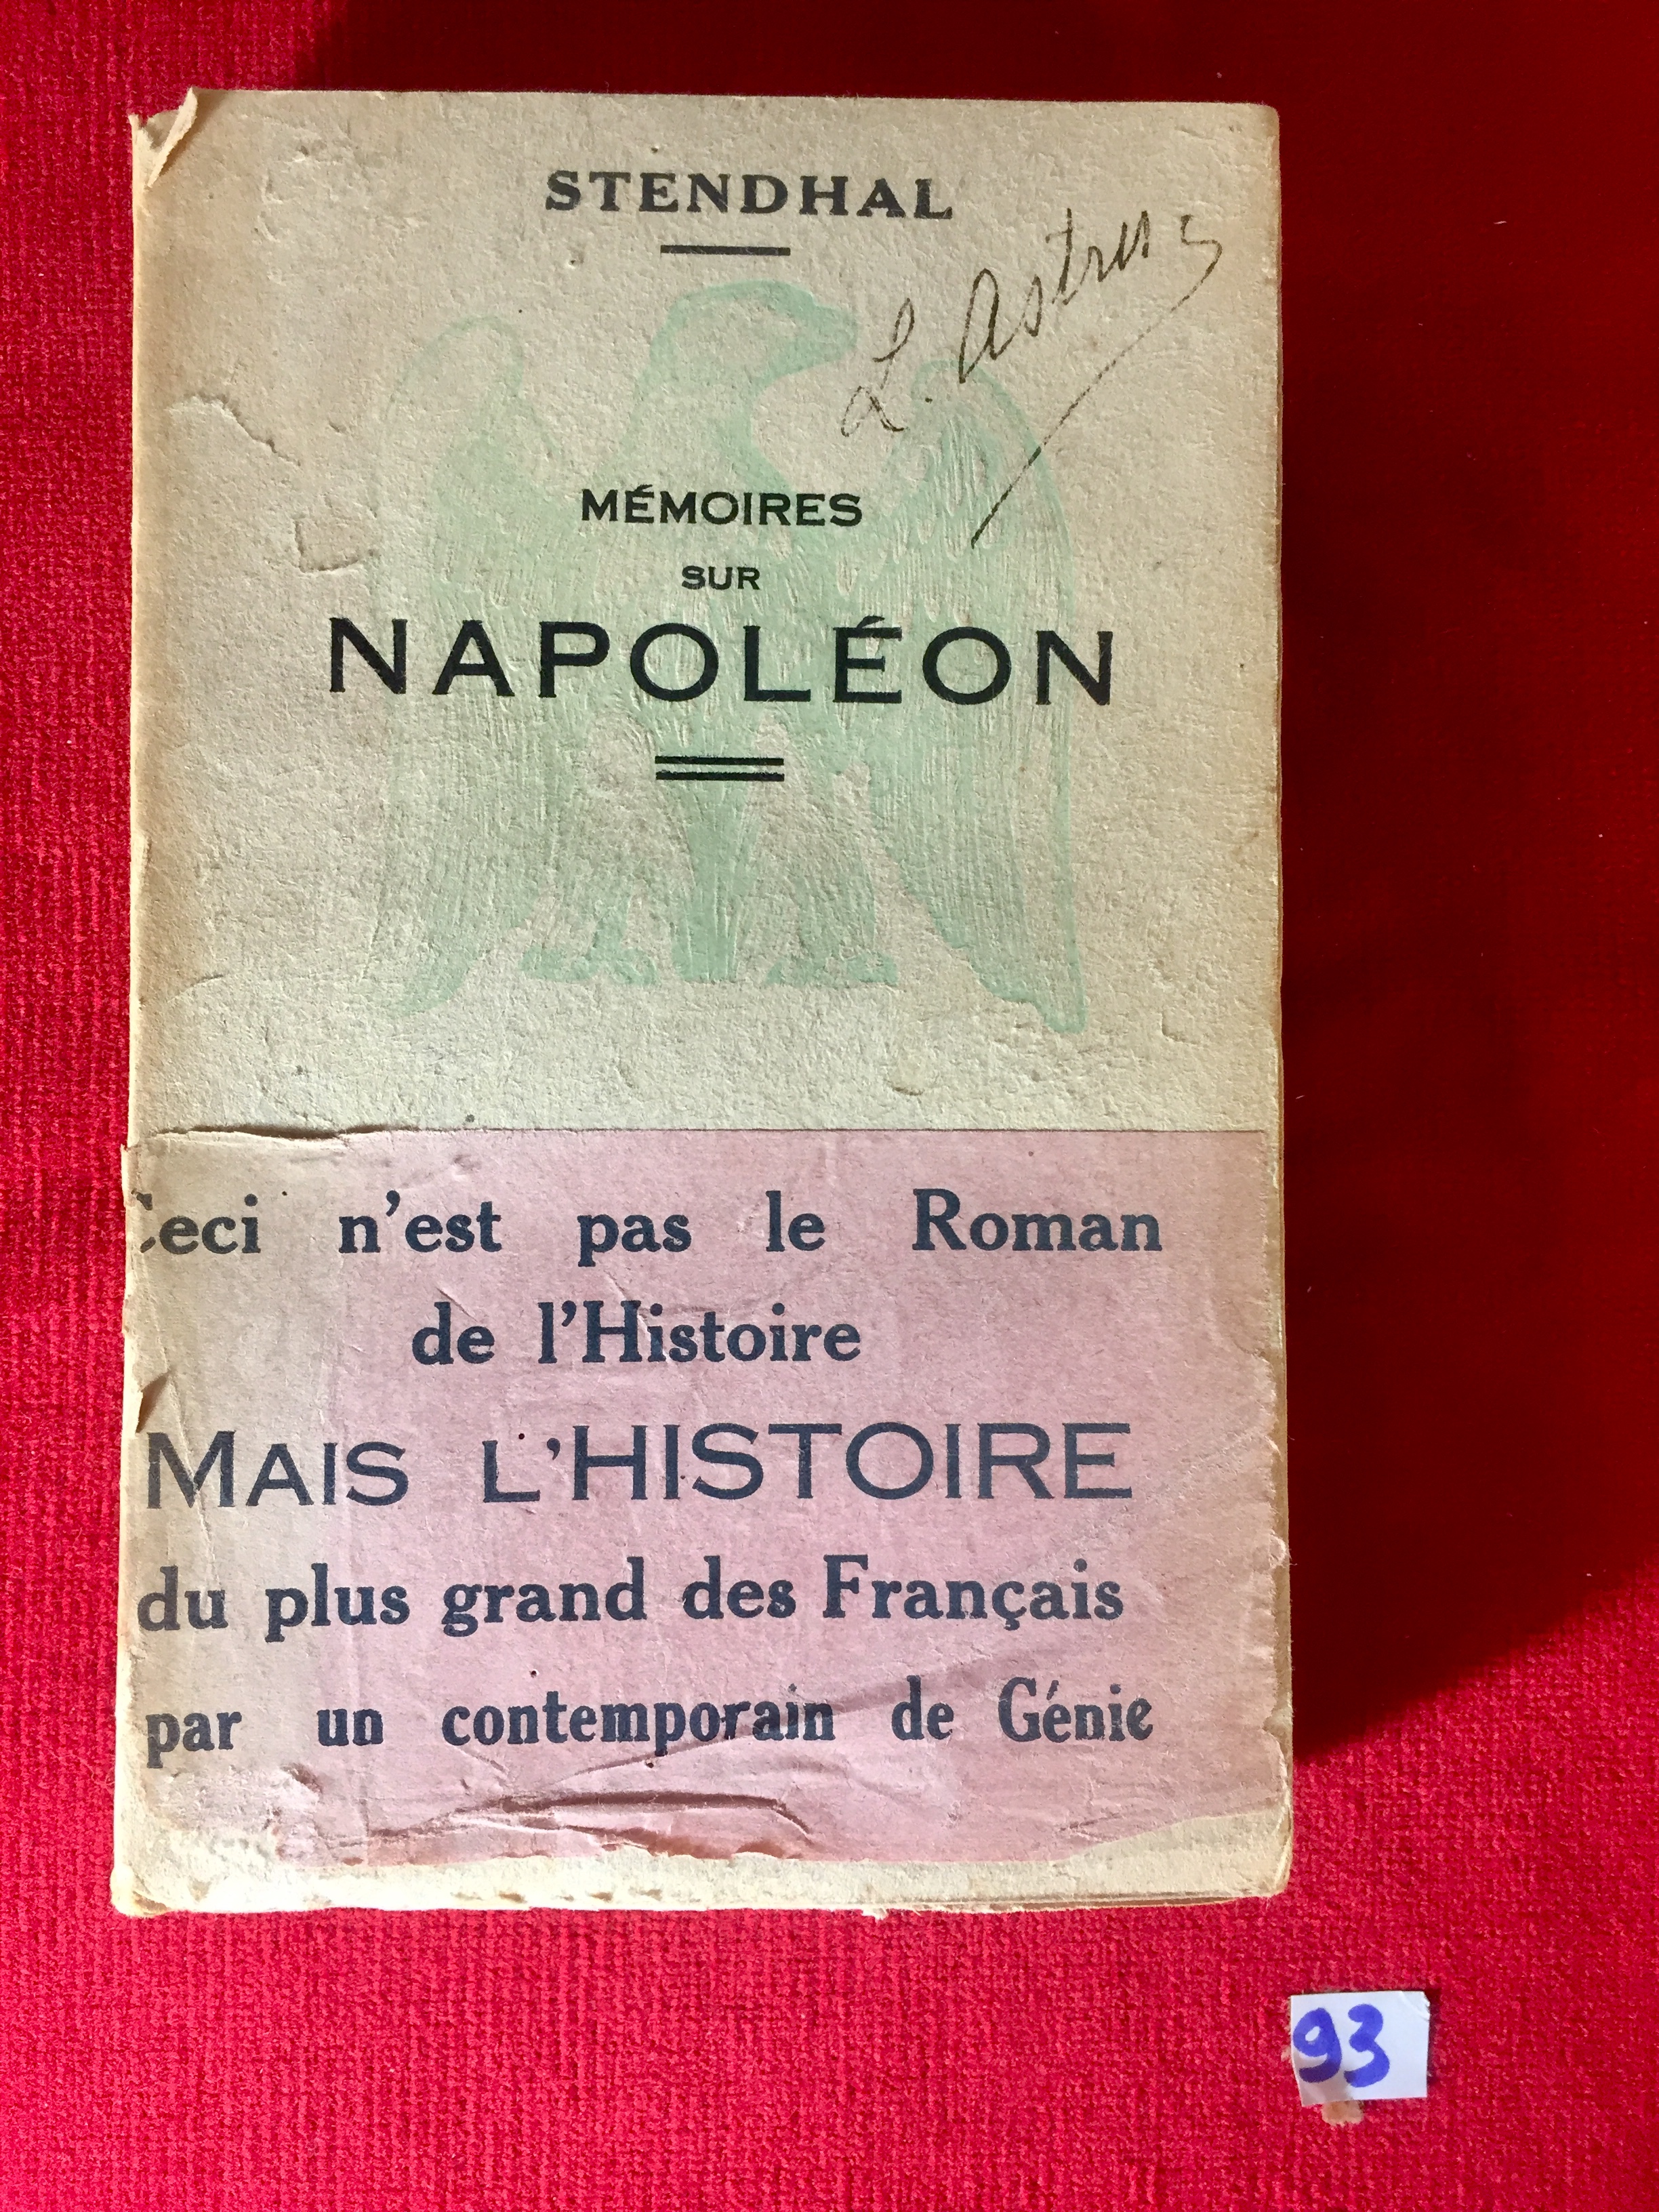 STENDHAL
L. Astruc
MÉMOIRES
SUR
NAPOLÉON
Ceci n'est pas le Roman
de l'Histoire
MAIS L'HISTOIRE
du plus grand des Français
par un contemporain de Génie
93